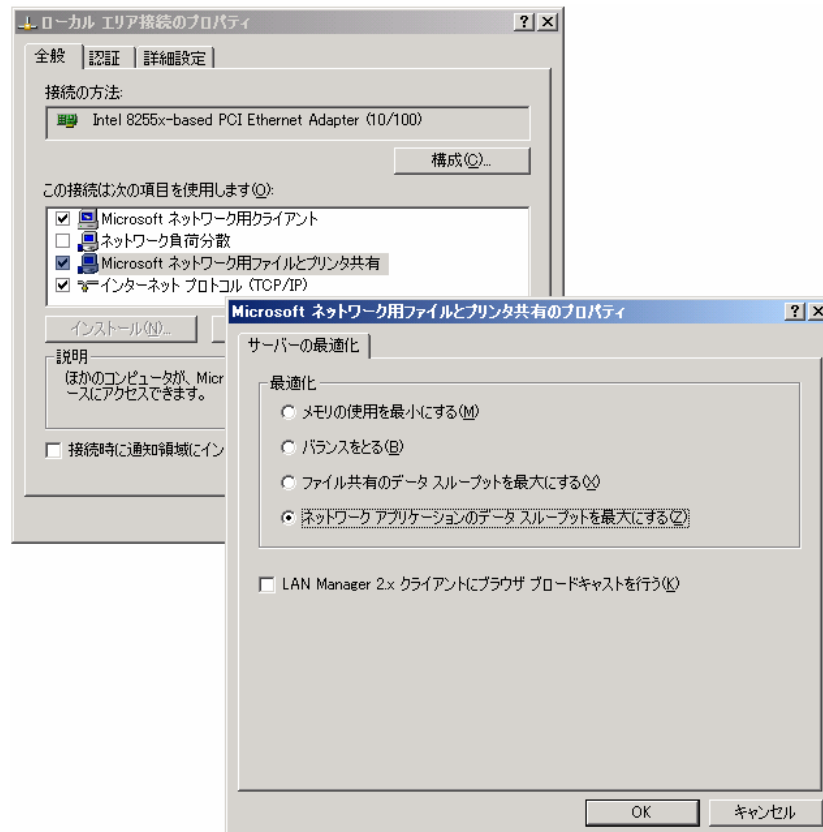 ローカル エリア接続のプロパティ
全般
認証
詳細設定
接続の方法:
Intel 8255x-based PCI Ethernet Adapter (10/100)
構成(C)...
この接続は次の項目を使用します(O):
Microsoft ネットワーク用クライアント
ネットワーク負荷分散
Microsoft ネットワーク用ファイルとプリンタ共有
インターネット プロトコル (TCP/IP)
インストール(N)...
説明
ほかのコンピュータが、Micr
ースにアクセスできます。
接続時に通知領域にイン
Microsoft ネットワーク用ファイルとプリンタ共有のプロパティ
サーバーの最適化
最適化
メモリの使用を最小にする(M)
バランスをとる(B)
ファイル共有のデータ スループットを最大にする(X)
ネットワーク アプリケーションのデータ スループットを最大にする(Z)
LAN Manager 2.x クライアントにブラウザ ブロードキャストを行う(K)
OK
キャンセル